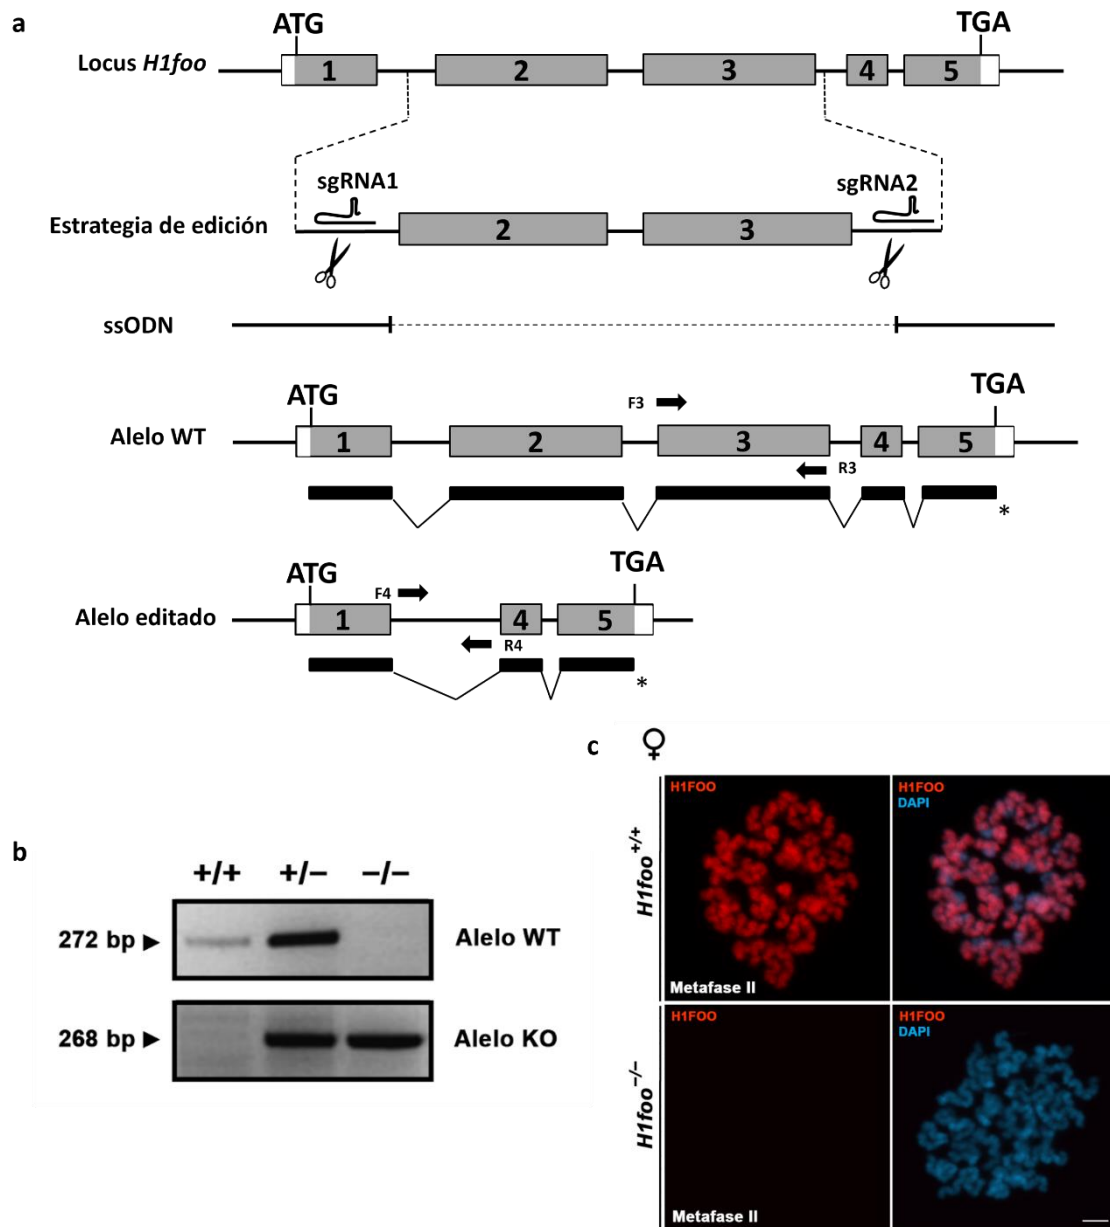 a
ATG
TGA
Locus H1foo
1 2 3 4 5
sgRNA1
sgRNA2
Estrategia de edición
2 3
ssODN
ATG
TGA
F3
Alelo WT
1 2 3 4 5
R3
*
ATG
TGA
F4
Alelo editado
1 4 5
R4
*
b
+/+ +/− −/−
272 bp
Alelo WT
268 bp
Alelo KO
c
♀
H1foo+/+
H1FOO
Metafase II
H1FOO
DAPI
H1foo−/−
H1FOO
Metafase II
H1FOO
DAPI